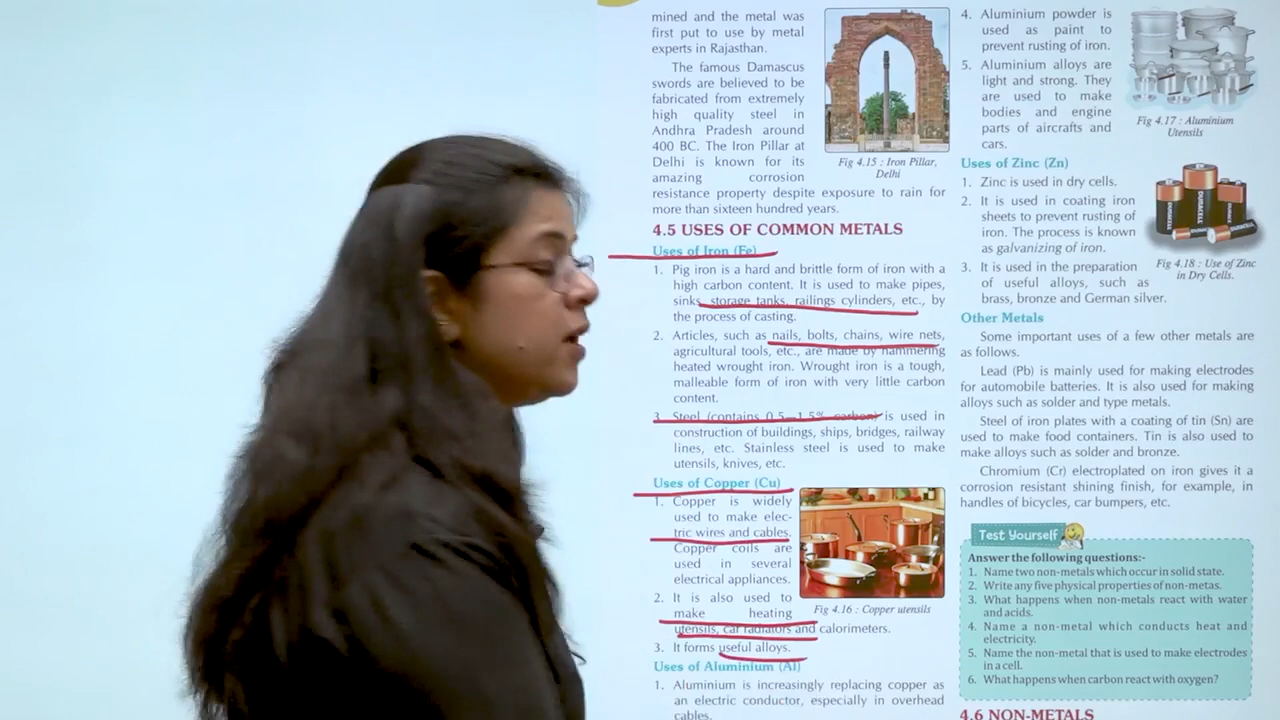 mined and the metal was
first put to use by metal
experts in Rajasthan.
The famous Damascus
swords are believed to be
fabricated from extremely
high quality steel in
Andhra Pradesh around
400 BC. The Iron Pillar at
Delhi is known for its
amazing corrosion
resistance property despite exposure to rain for
more than sixteen hundred years.
Fig 4.15 : Iron Pillar,
Delhi
4.5 USES OF COMMON METALS
Uses of Iron (Fe)
1. Pig iron is a hard and brittle form of iron with a
high carbon content. It is used to make pipes,
sinks, storage tanks, railings cylinders, etc., by
the process of casting.
2. Articles, such as nails, bolts, chains, wire nets,
agricultural tools, etc., are made by hammering
heated wrought iron. Wrought iron is a tough,
malleable form of iron with very little carbon
content.
3. Steel (contains 0.5—1.5% carbon) is used in
construction of buildings, ships, bridges, railway
lines, etc. Stainless steel is used to make
utensils, knives, etc.
Uses of Copper (Cu)
1. Copper is widely
used to make elec-
tric wires and cables.
Copper coils are
used in several
electrical appliances.
2. It is also used to
make heating
utensils, car radiators and calorimeters.
3. It forms useful alloys.
Fig 4.16 : Copper utensils
Uses of Aluminium (Al)
1. Aluminium is increasingly replacing copper as
an electric conductor, especially in overhead
cables.
4. Aluminium powder is
used as paint to
prevent rusting of iron.
5. Aluminium alloys are
light and strong. They
are used to make
bodies and engine
parts of aircrafts and
cars.
Fig 4.17 : Aluminium
Utensils
Uses of Zinc (Zn)
1. Zinc is used in dry cells.
2. It is used in coating iron
sheets to prevent rusting of
iron. The process is known
as galvanizing of iron.
3. It is used in the preparation
of useful alloys, such as
brass, bronze and German silver.
DURACELL
DURACELL
Fig 4.18 : Use of Zinc
in Dry Cells.
Other Metals
Some important uses of a few other metals are
as follows.
Lead (Pb) is mainly used for making electrodes
for automobile batteries. It is also used for making
alloys such as solder and type metals.
Steel of iron plates with a coating of tin (Sn) are
used to make food containers. Tin is also used to
make alloys such as solder and bronze.
Chromium (Cr) electroplated on iron gives it a
corrosion resistant shining finish, for example, in
handles of bicycles, car bumpers, etc.
Test Yourself
Answer the following questions:-
1. Name two non-metals which occur in solid state.
2. Write any five physical properties of non-metas.
3. What happens when non-metals react with water
and acids.
4. Name a non-metal which conducts heat and
electricity.
5. Name the non-metal that is used to make electrodes
in a cell.
6. What happens when carbon react with oxygen?
4.6 NON-METALS